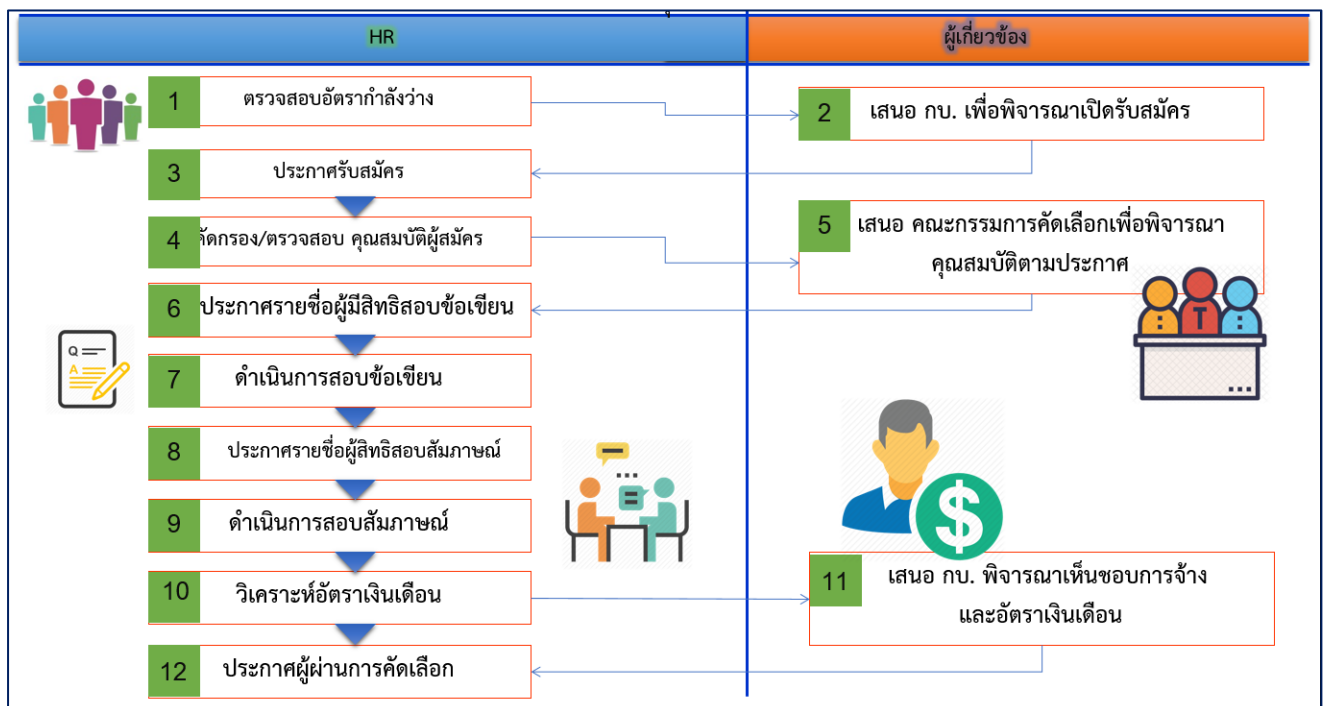 HR
ผู้เกี่ยวข้อง
1
ตรวจสอบอัตรากำลังว่าง
2
เสนอ กบ. เพื่อพิจารณาเปิดรับสมัคร
3
ประกาศรับสมัคร
4
คัดกรอง/ตรวจสอบ คุณสมบัติผู้สมัคร
5
เสนอ คณะกรรมการคัดเลือกเพื่อพิจารณา
คุณสมบัติตามประกาศ
6
ประกาศรายชื่อผู้มีสิทธิสอบข้อเขียน
7
ดำเนินการสอบข้อเขียน
Q
A
8
ประกาศรายชื่อผู้สิทธิสอบสัมภาษณ์
9
ดำเนินการสอบสัมภาษณ์
T
$
10
วิเคราะห์อัตราเงินเดือน
11
เสนอ กบ. พิจารณาเห็นชอบการจ้าง
และอัตราเงินเดือน
12
ประกาศผู้ผ่านการคัดเลือก